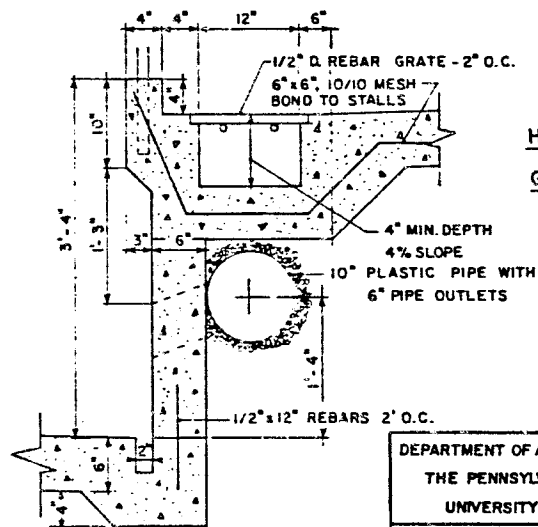 4" 4" 12" 6"
1/2" D. REBAR GRATE - 2" O.C.
6" x 6", 10/10 MESH
BOND TO STALLS
4"
10"
3'-4"
1'-3"
3" 6"
4" MIN. DEPTH
4% SLOPE
10" PLASTIC PIPE WITH
6" PIPE OUTLETS
1'-4"
1/2" x 12" REBARS 2' O.C.
2"
6"
4"
H
G
DEPARTMENT OF A
THE PENNSYL
UNIVERSITY